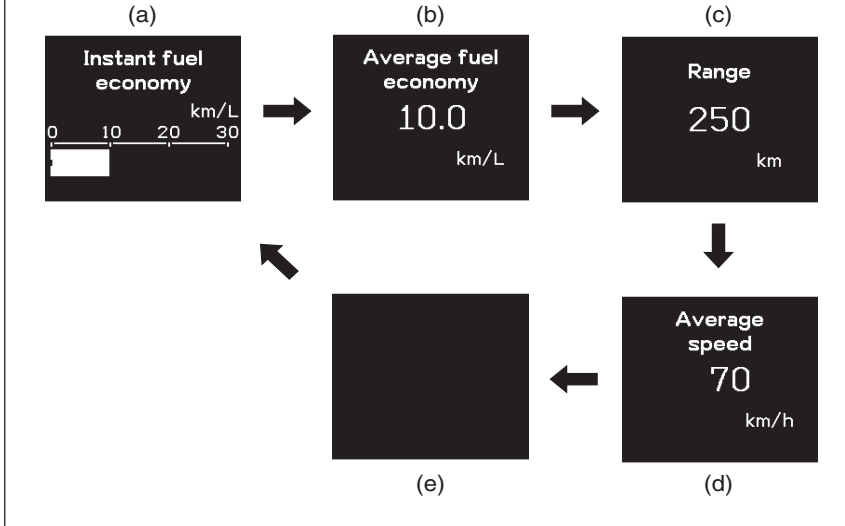 (a)
Instant fuel
economy
km/L
0 10 20 30
(b)
Average fuel
economy
10.0
km/L
(c)
Range
250
km
(d)
Average
speed
70
km/h
(e)